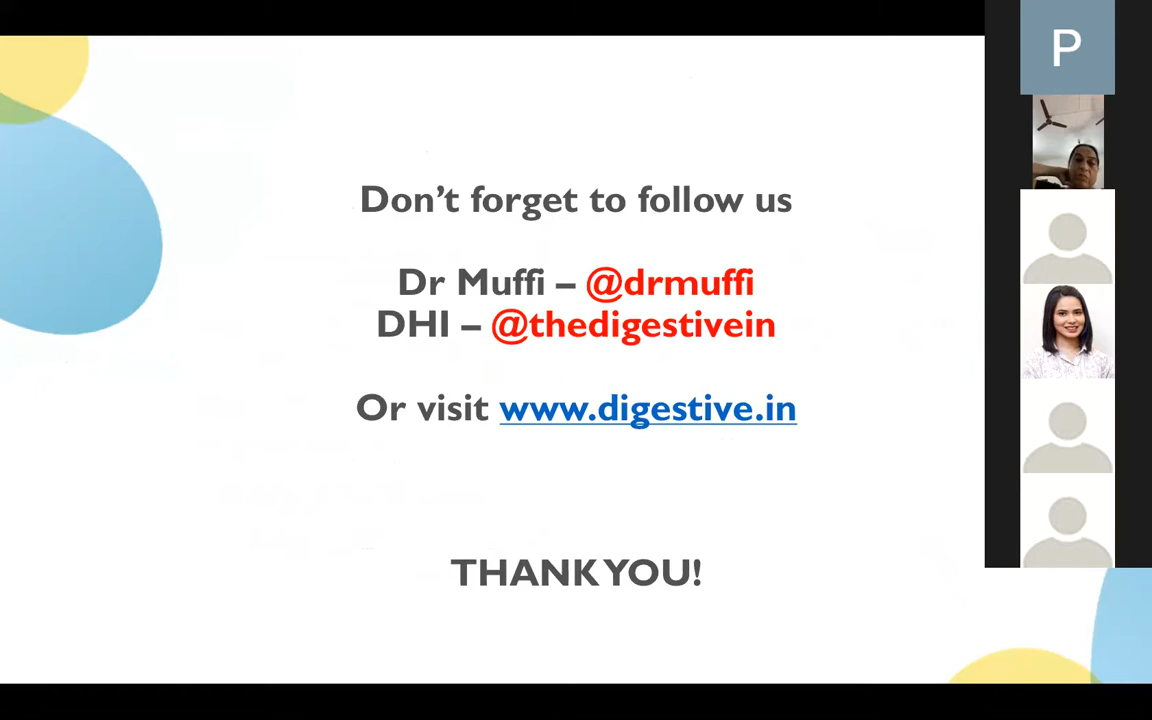 Don't forget to follow us
Dr Muffi – @drmuffi
DHI – @thedigestivein
Or visit www.digestive.in
THANK YOU!
P